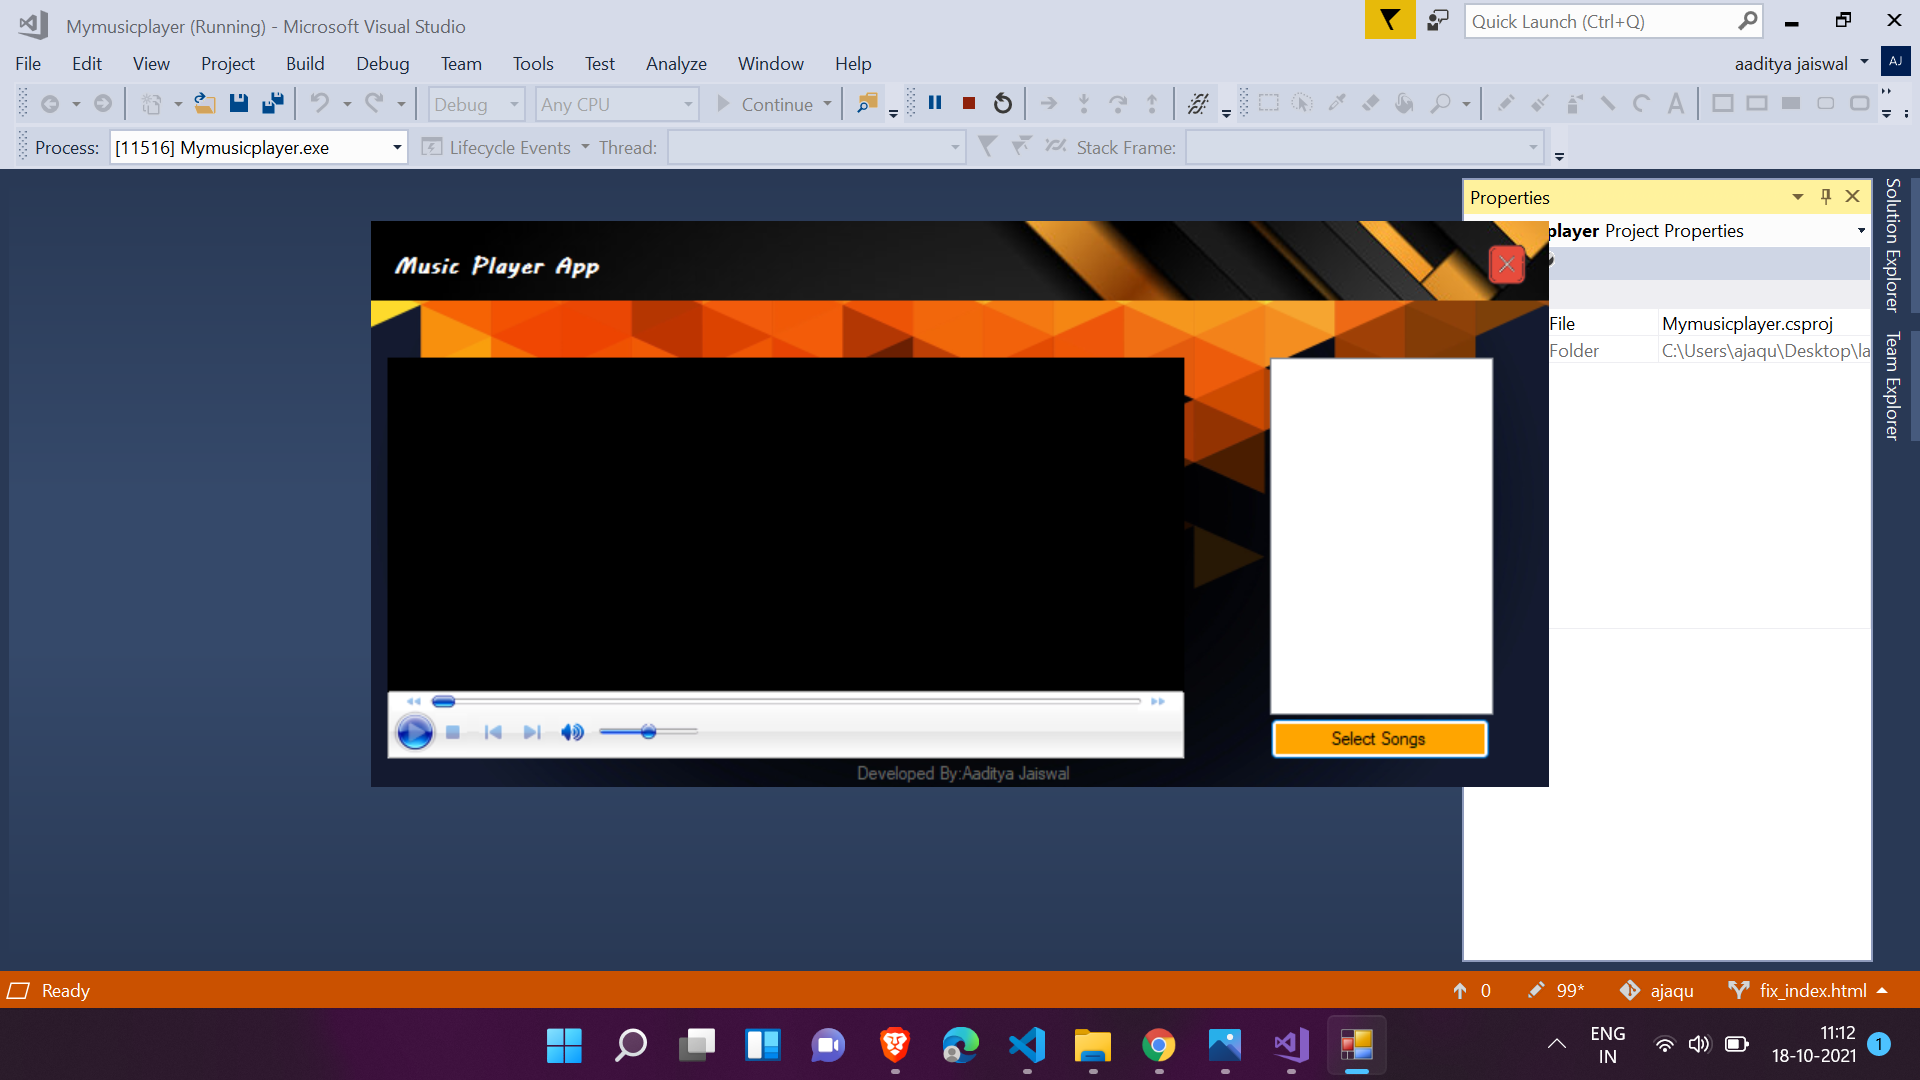 Mymusicplayer (Running) - Microsoft Visual Studio
Quick Launch (Ctrl+Q)
File Edit View Project Build Debug Team Tools Test Analyze Window Help
aaditya jaiswal AJ
Debug Any CPU Continue
Process: [11516] Mymusicplayer.exe Lifecycle Events Thread: Stack Frame:
Properties
player Project Properties
File Mymusicplayer.csproj
Folder C:\Users\ajaqu\Desktop\la
Solution Explorer
Team Explorer
Music Player App
Select Songs
Developed By:Aaditya Jaiswal
Ready
0 99* ajaqu fix_index.html
ENG
IN
11:12
18-10-2021
1